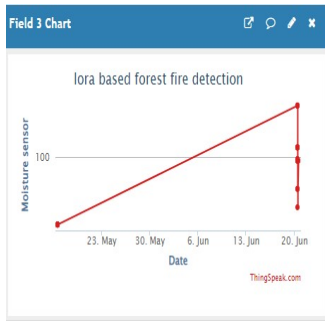 Field 3 Chart
lora based forest fire detection
Moisture sensor
100
23. May 30. May 6. Jun 13. Jun 20. Jun
Date
ThingSpeak.com